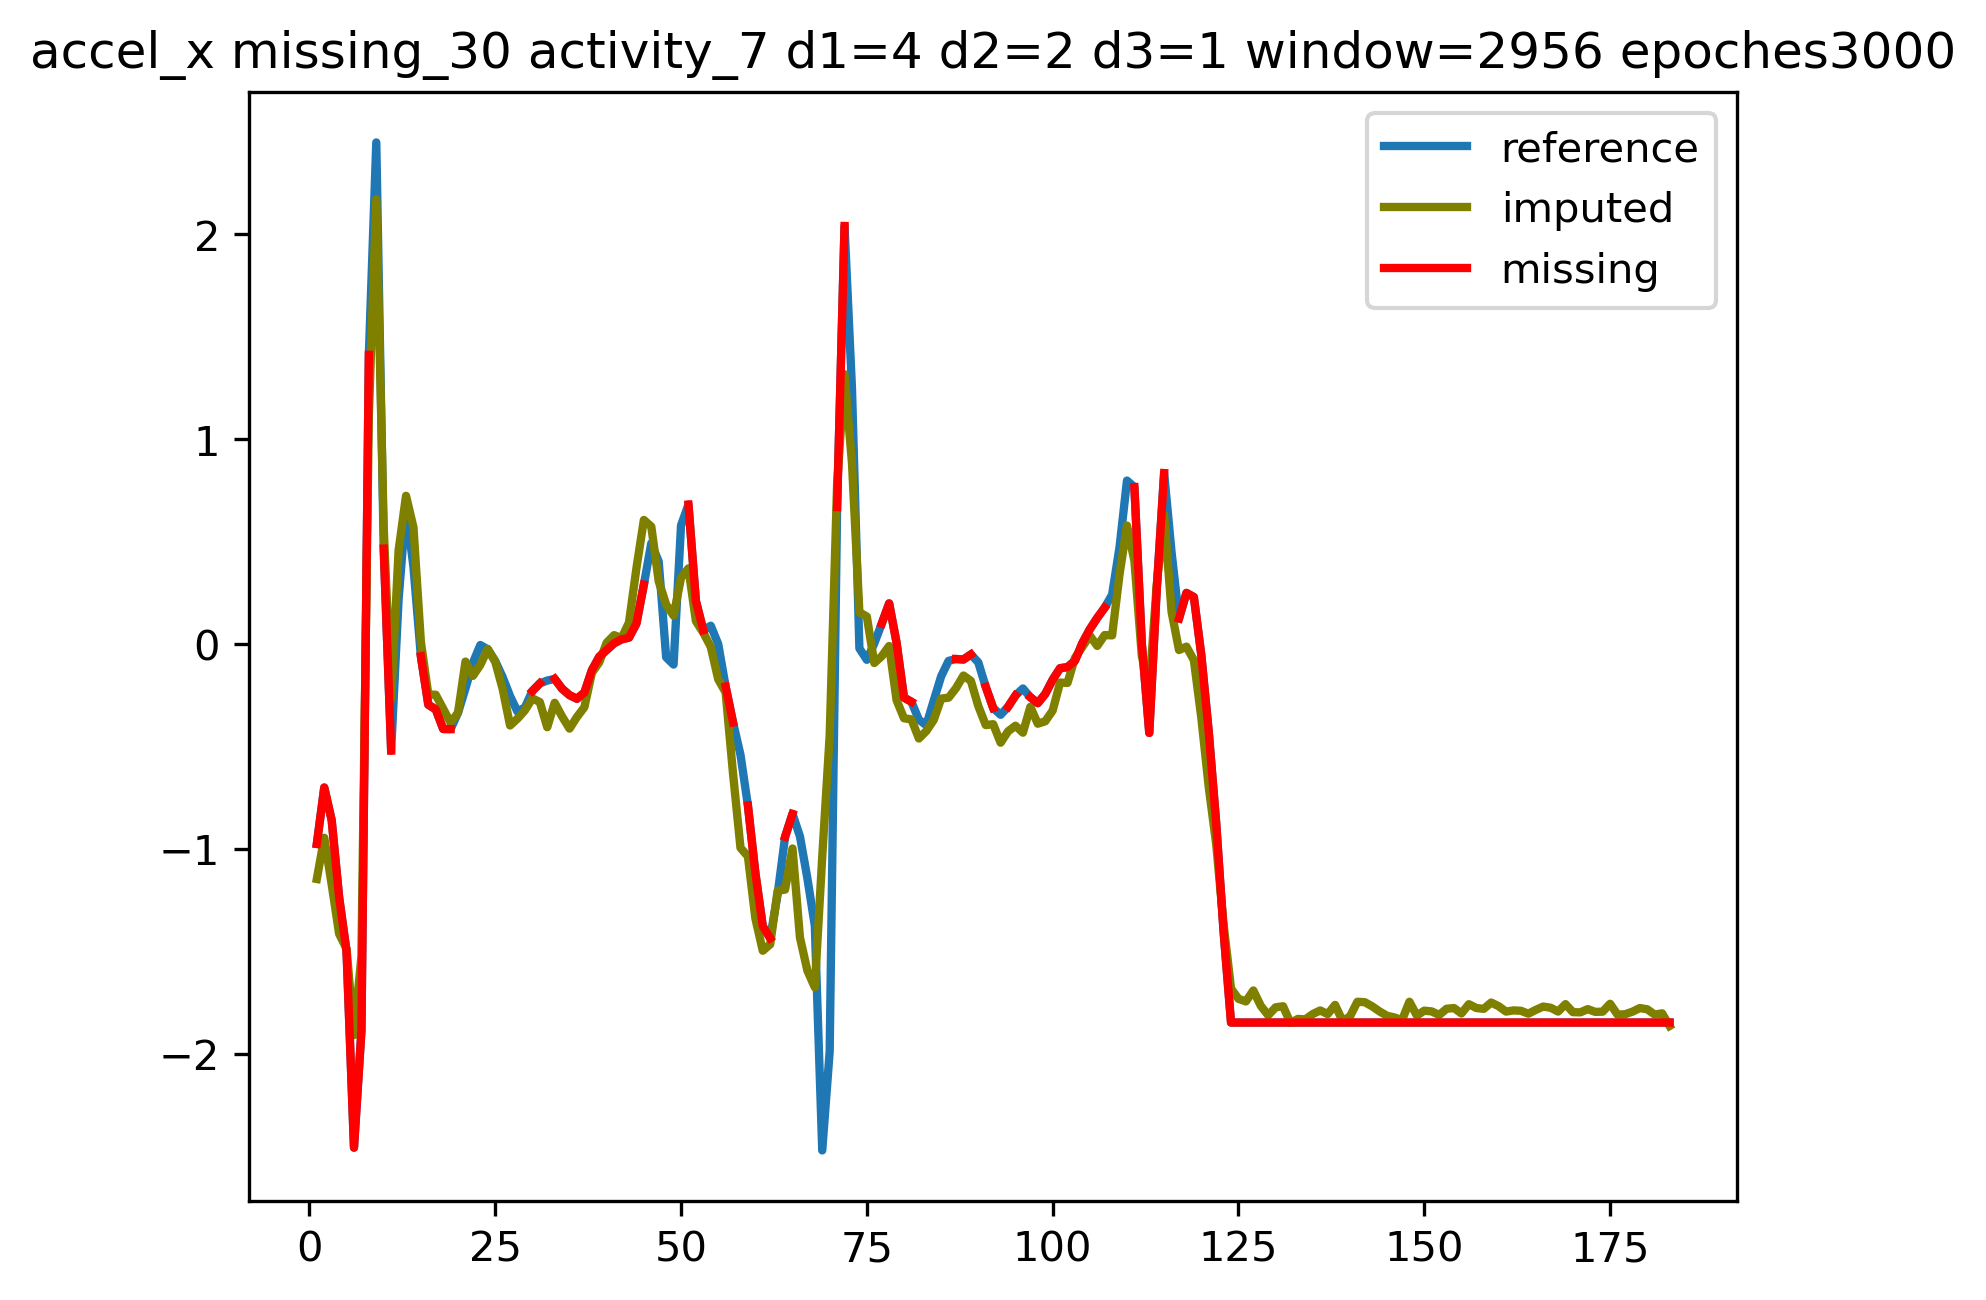 accel_x missing_30 activity_7 d1=4 d2=2 d3=1 window=2956 epoches3000
reference
imputed
missing
2
1
0
−1
−2
0 25 50 75 100 125 150 175